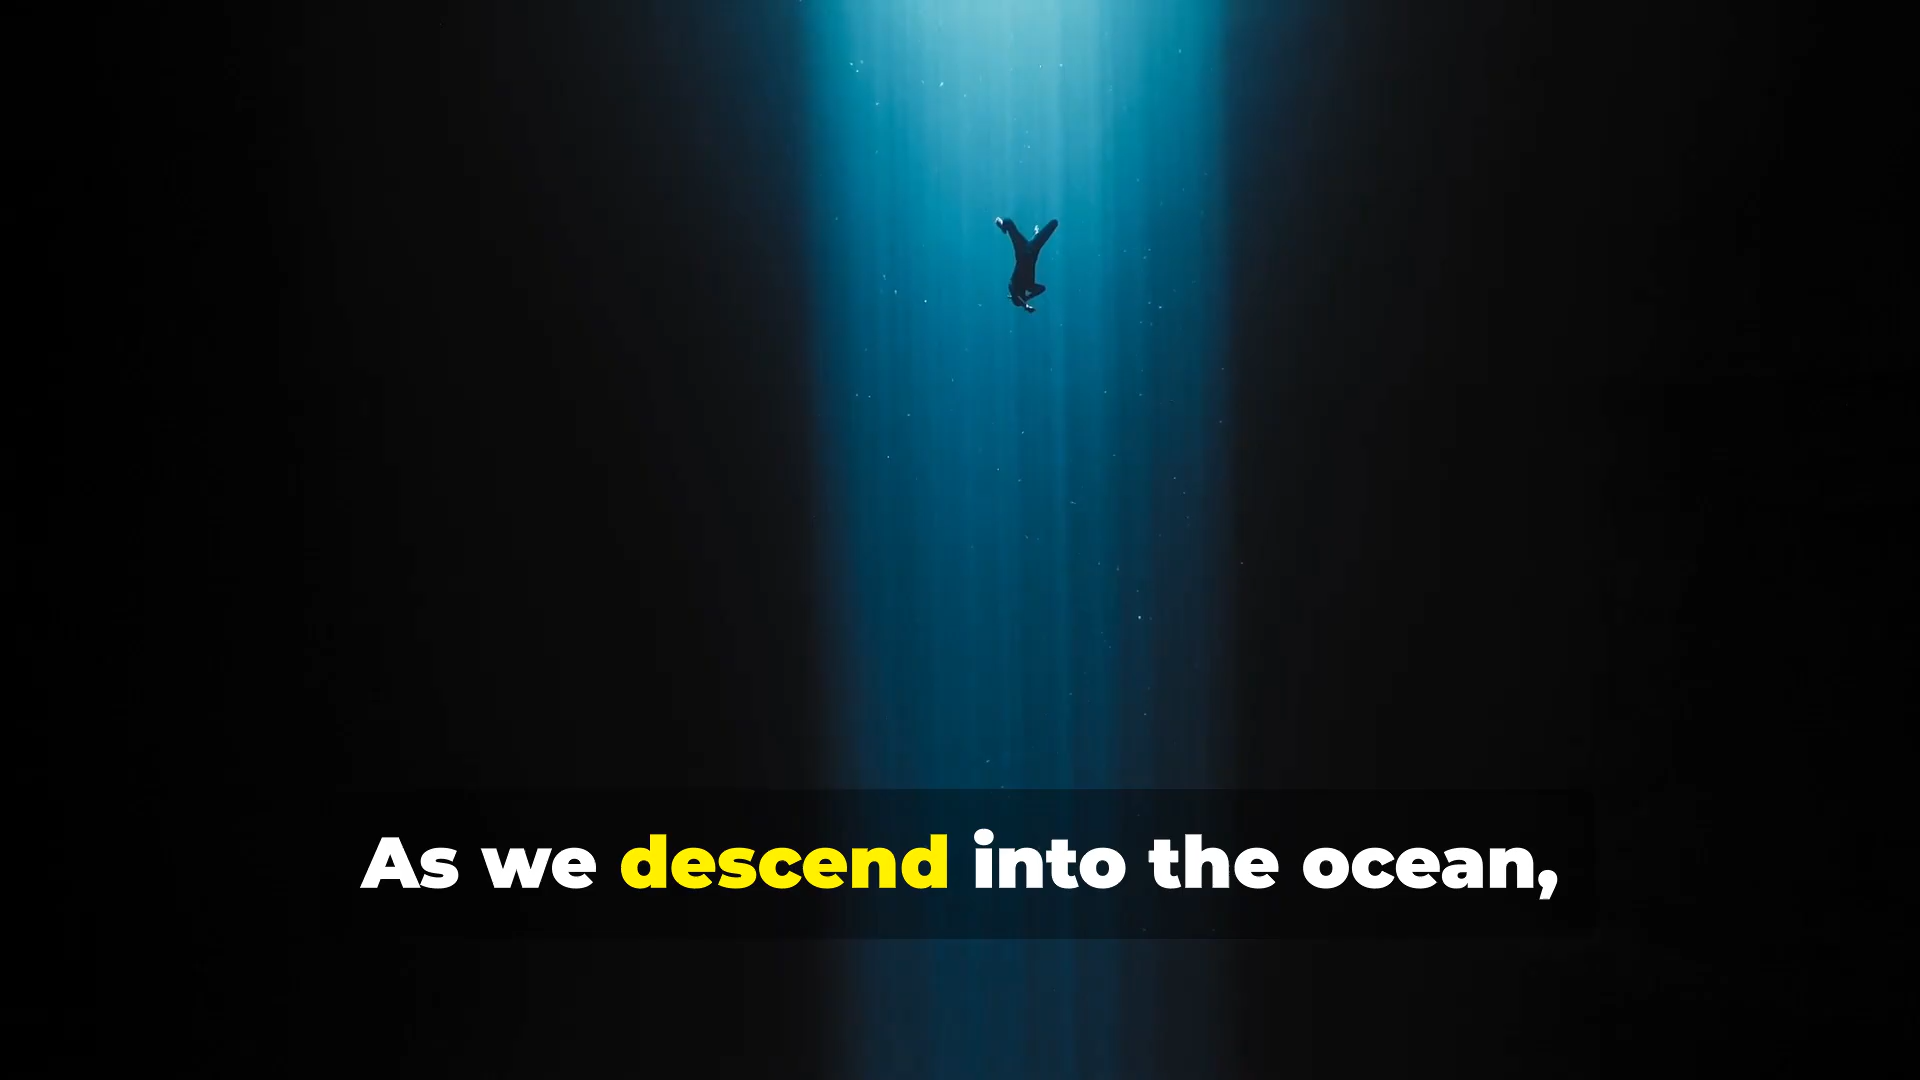 As we descend into the ocean,